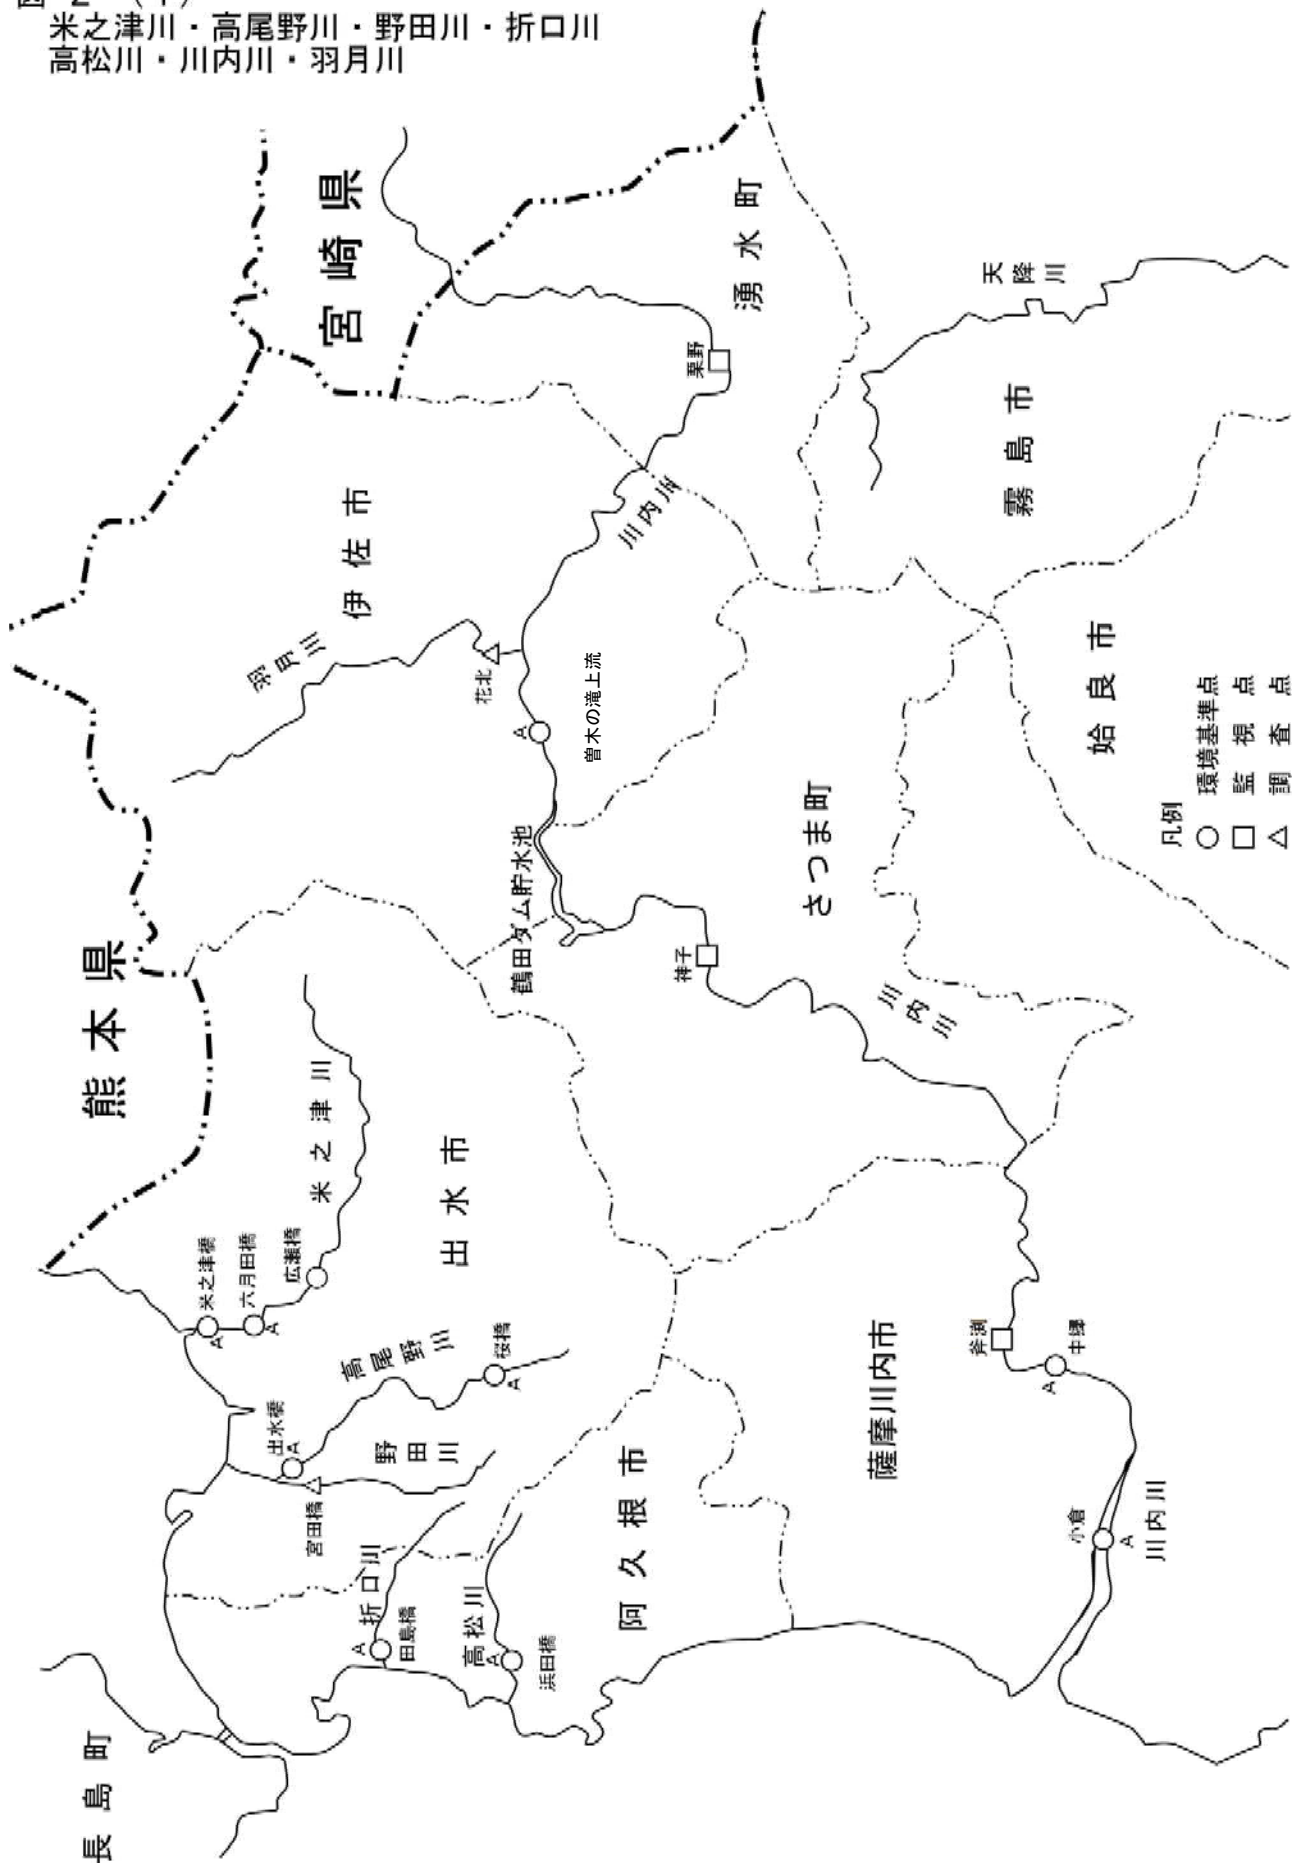 米之津川・高尾野川・野田川・折口川
高松川・川内川・羽月川
熊本県
宮崎県
長島町
出水市
伊佐市
湧水町
阿久根市
さつま町
霧島市
薩摩川内市
姶良市
米之津川
米之津橋
A
六月田橋
A
広瀬橋
高尾野川
出水橋
A
桜橋
A
野田川
宮田橋
折口川
田島橋
A
高松川
浜田橋
A
羽月川
花北
川内川
栗野
曽木の滝上流
A
鶴田ダム貯水池
神子
川内川
斧渕
中郷
A
小倉
A
川内川
天降川
凡例
○ 環境基準点
□ 監視点
△ 調査点